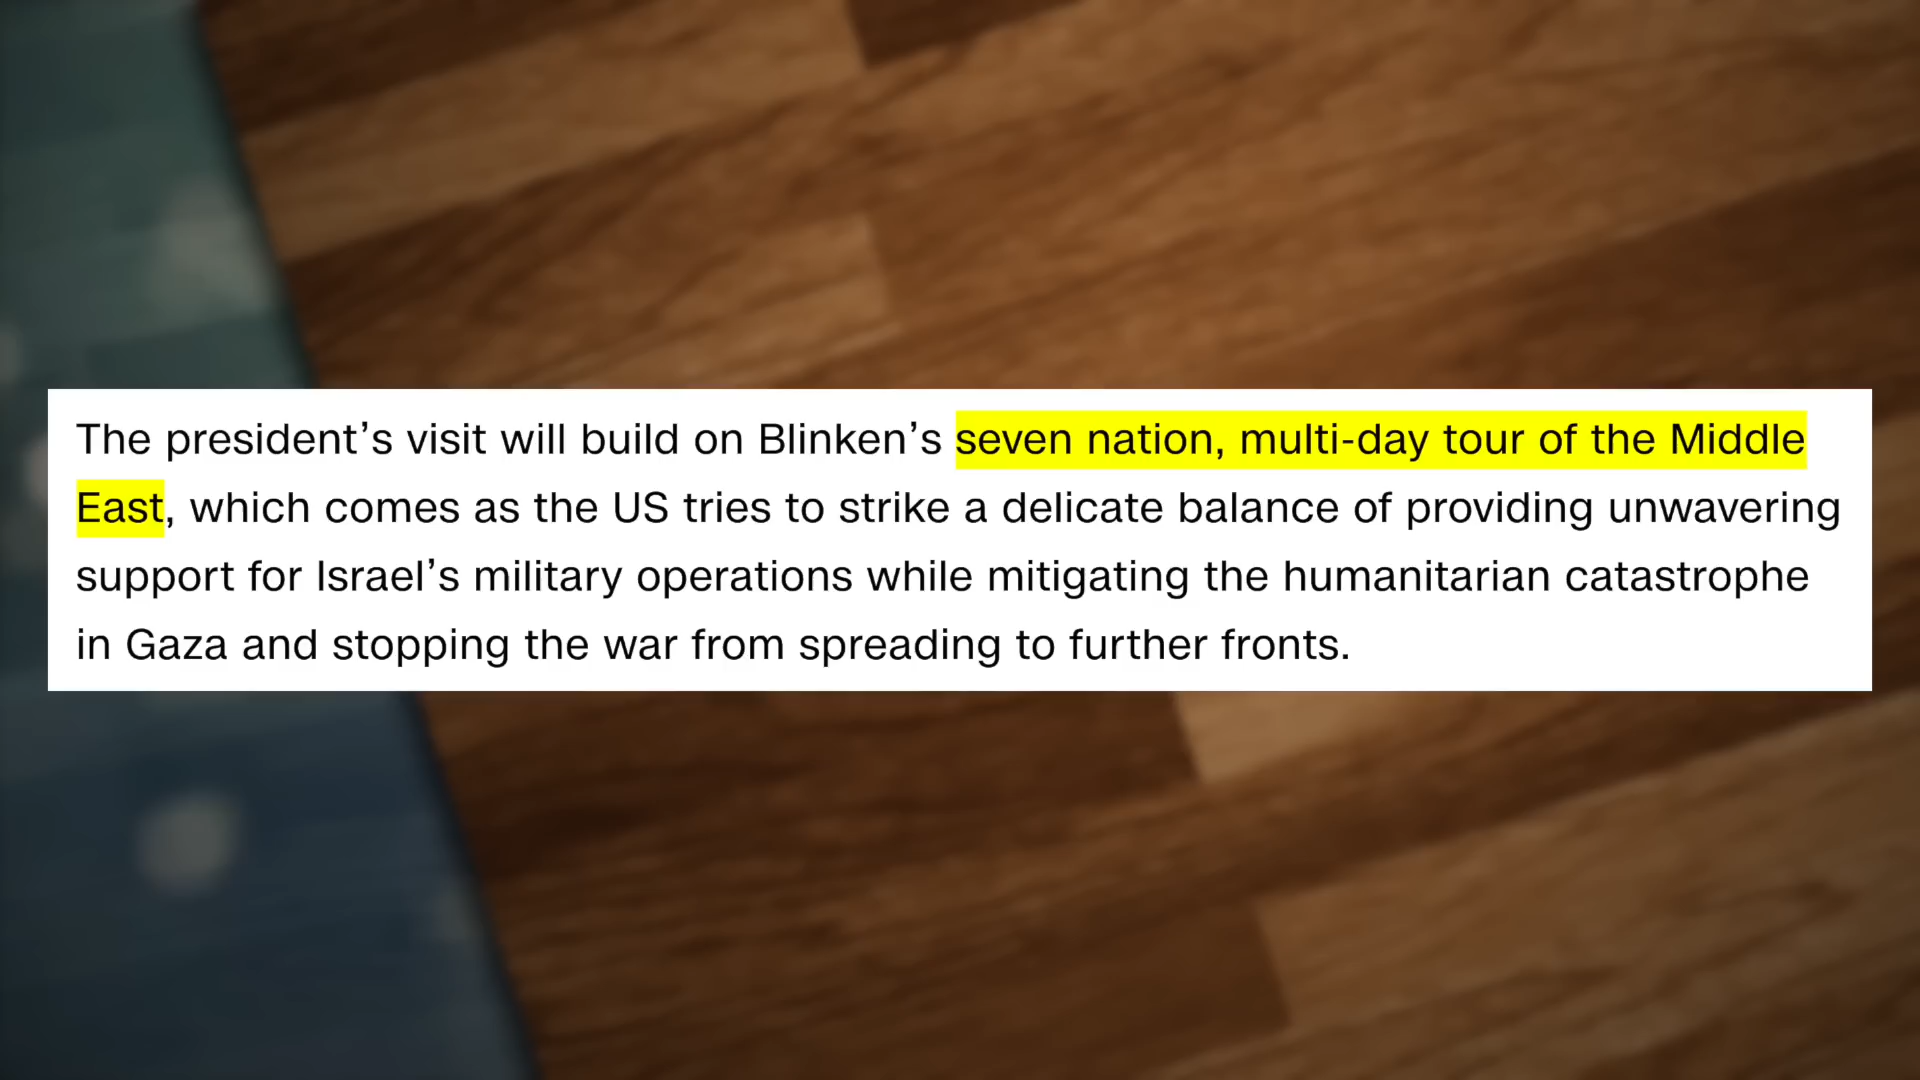 The president’s visit will build on Blinken’s seven nation, multi-day tour of the Middle
East, which comes as the US tries to strike a delicate balance of providing unwavering
support for Israel’s military operations while mitigating the humanitarian catastrophe
in Gaza and stopping the war from spreading to further fronts.